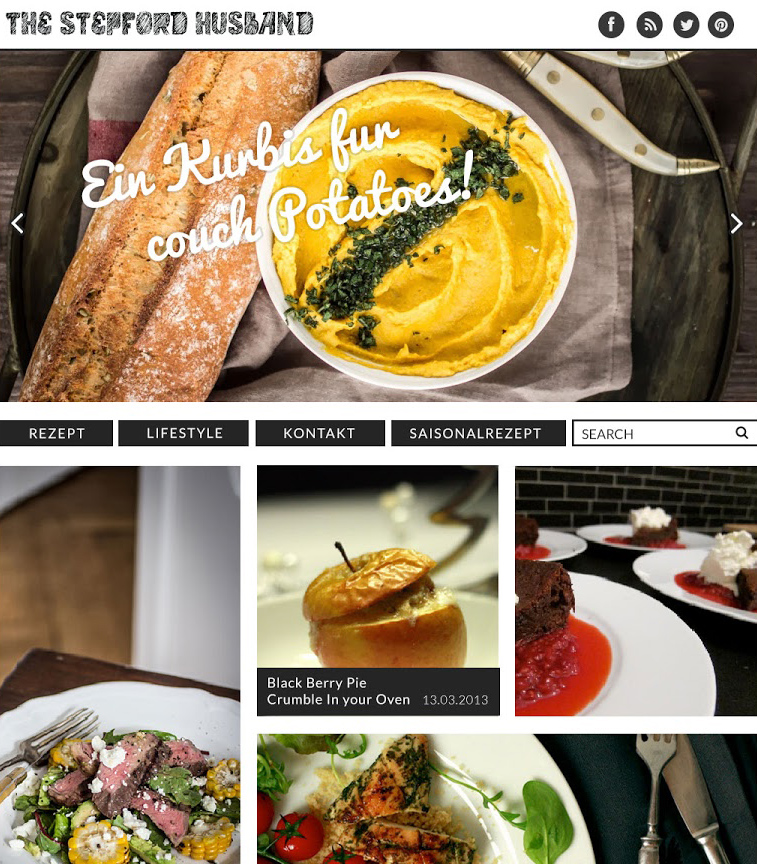 THE STEPFORD HUSBAND
Ein Kurbis fur
couch Potatoes!
REZEPT
LIFESTYLE
KONTAKT
SAISONALREZEPT
SEARCH
Black Berry Pie
Crumble In your Oven 13.03.2013